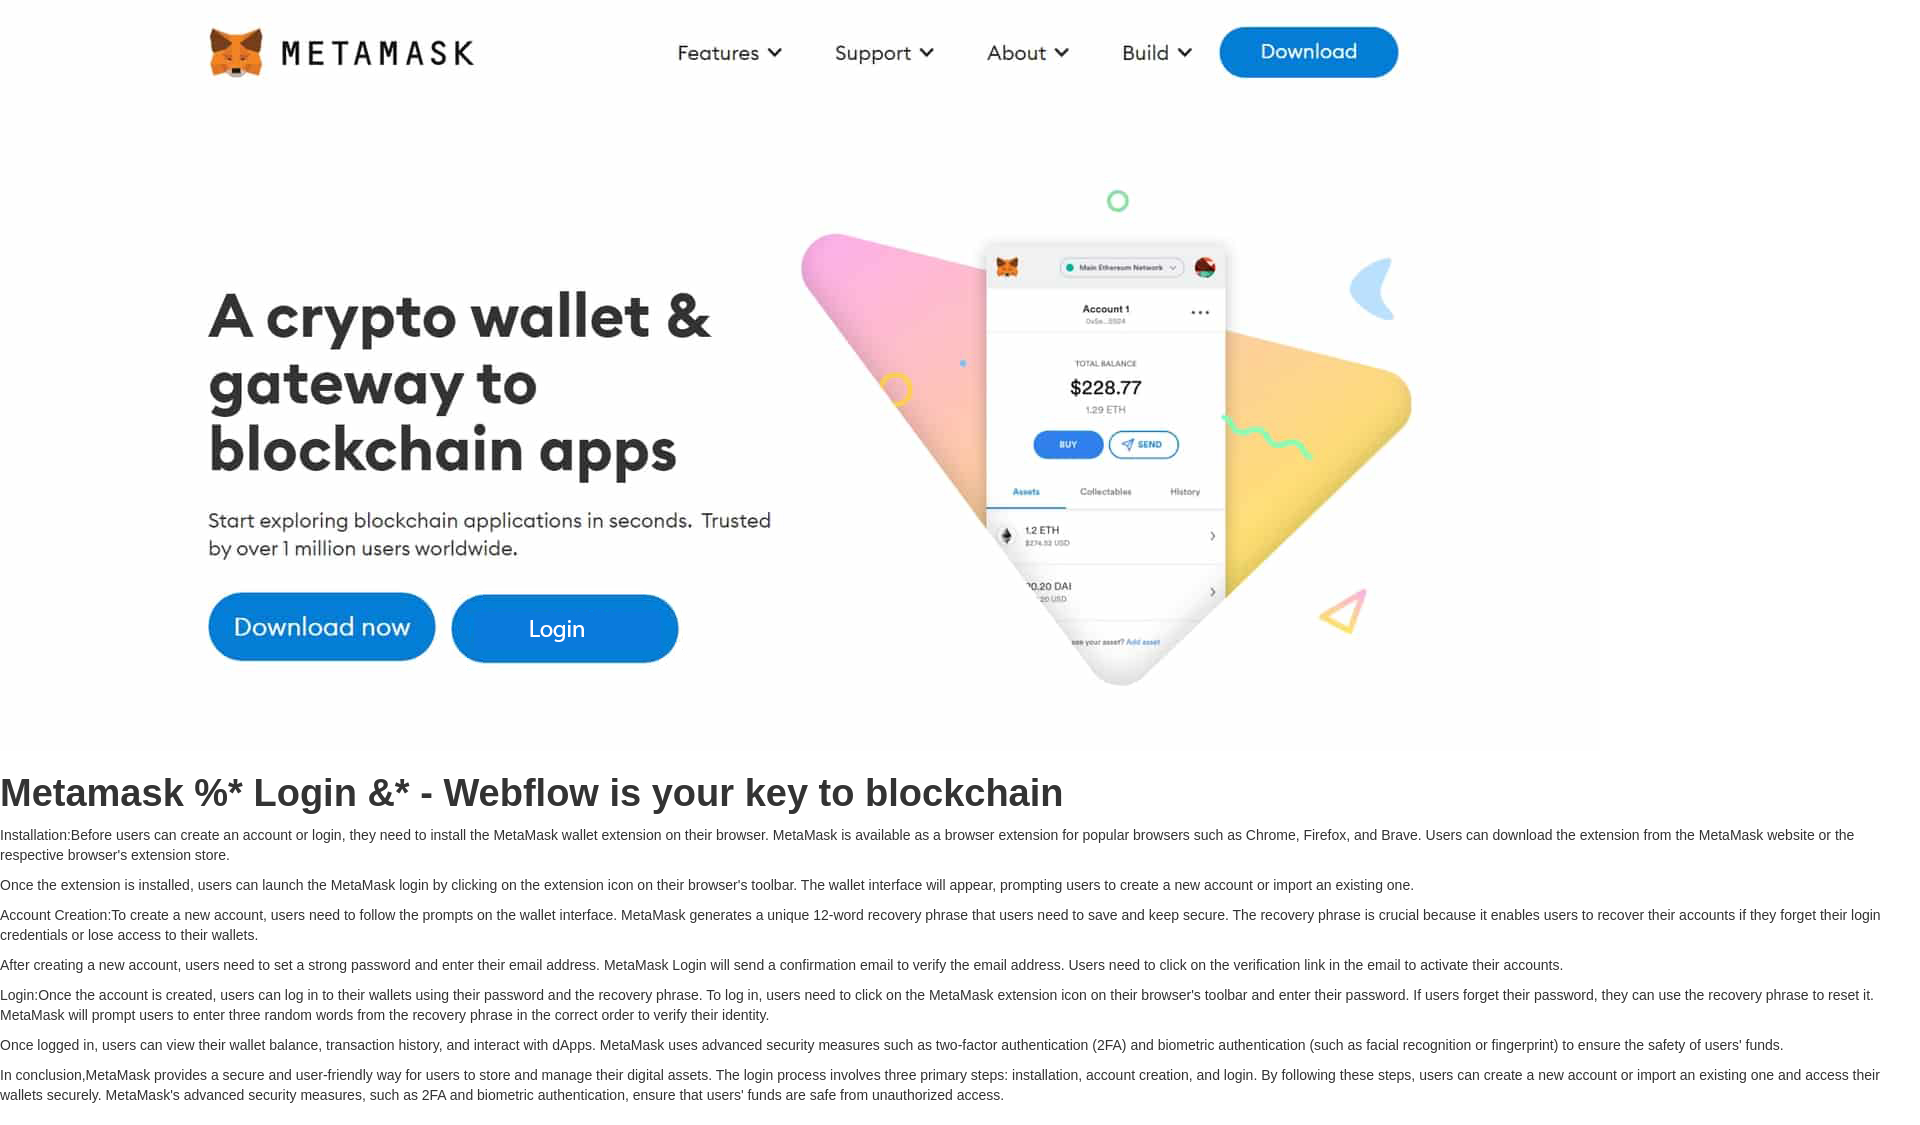 METAMASK
Features
Support
About
Build
Download
A crypto wallet &
gateway to
blockchain apps
Start exploring blockchain applications in seconds. Trusted
by over 1 million users worldwide.
Download now
Login
Main Ethereum Network
Account 1
TOTAL BALANCE
$228.77
1.29 ETH
BUY
SEND
Assets
Collectables
History
1.2 ETH
0.20 DAI
20 USD
see your asset? Add asset
Metamask %* Login &* - Webflow is your key to blockchain
Installation:Before users can create an account or login, they need to install the MetaMask wallet extension on their browser. MetaMask is available as a browser extension for popular browsers such as Chrome, Firefox, and Brave. Users can download the extension from the MetaMask website or the
respective browser's extension store.
Once the extension is installed, users can launch the MetaMask login by clicking on the extension icon on their browser's toolbar. The wallet interface will appear, prompting users to create a new account or import an existing one.
Account Creation:To create a new account, users need to follow the prompts on the wallet interface. MetaMask generates a unique 12-word recovery phrase that users need to save and keep secure. The recovery phrase is crucial because it enables users to recover their accounts if they forget their login
credentials or lose access to their wallets.
After creating a new account, users need to set a strong password and enter their email address. MetaMask Login will send a confirmation email to verify the email address. Users need to click on the verification link in the email to activate their accounts.
Login:Once the account is created, users can log in to their wallets using their password and the recovery phrase. To log in, users need to click on the MetaMask extension icon on their browser's toolbar and enter their password. If users forget their password, they can use the recovery phrase to reset it.
MetaMask will prompt users to enter three random words from the recovery phrase in the correct order to verify their identity.
Once logged in, users can view their wallet balance, transaction history, and interact with dApps. MetaMask uses advanced security measures such as two-factor authentication (2FA) and biometric authentication (such as facial recognition or fingerprint) to ensure the safety of users' funds.
In conclusion,MetaMask provides a secure and user-friendly way for users to store and manage their digital assets. The login process involves three primary steps: installation, account creation, and login. By following these steps, users can create a new account or import an existing one and access their
wallets securely. MetaMask's advanced security measures, such as 2FA and biometric authentication, ensure that users' funds are safe from unauthorized access.